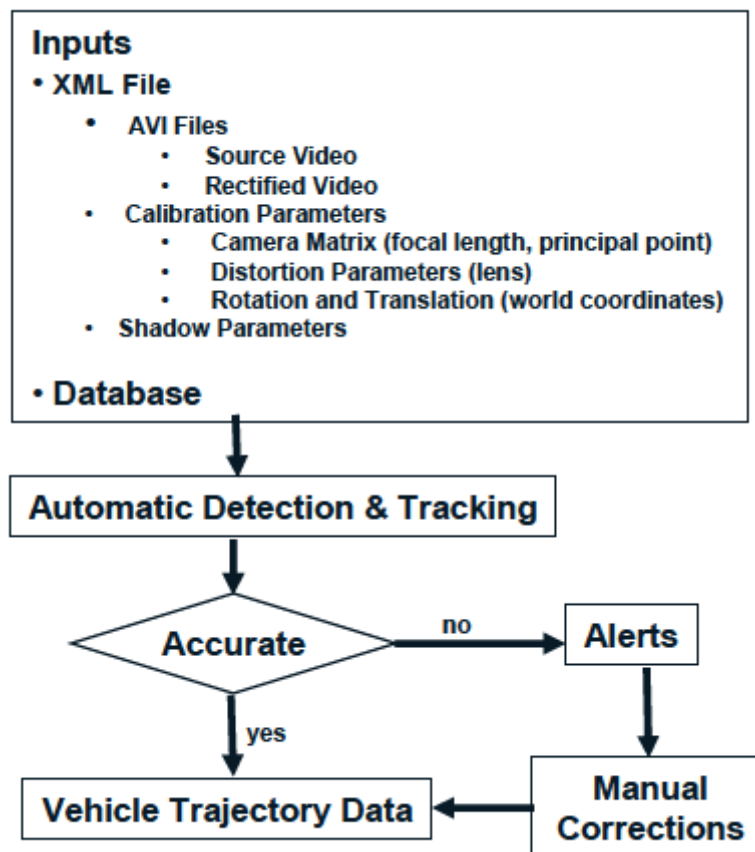 Inputs
• XML File
• AVI Files
• Source Video
• Rectified Video
• Calibration Parameters
• Camera Matrix (focal length, principal point)
• Distortion Parameters (lens)
• Rotation and Translation (world coordinates)
• Shadow Parameters
• Database
Automatic Detection & Tracking
Accurate
no
Alerts
yes
Vehicle Trajectory Data
Manual
Corrections